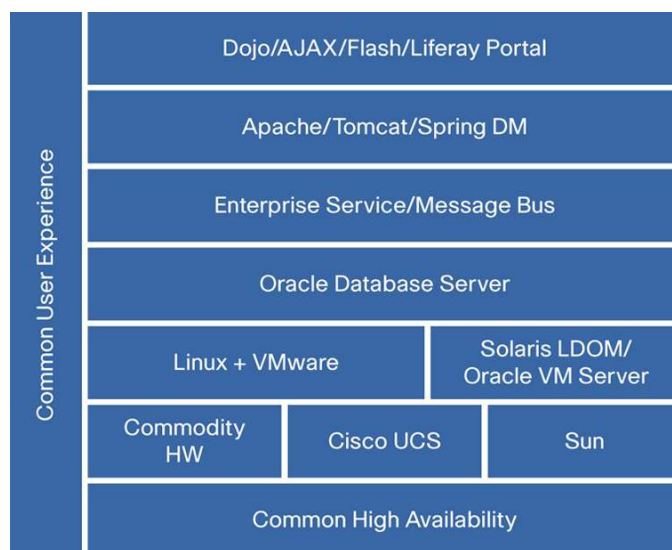 Common User Experience
Dojo/AJAX/Flash/Liferay Portal
Apache/Tomcat/Spring DM
Enterprise Service/Message Bus
Oracle Database Server
Linux + VMware
Solaris LDOM/
Oracle VM Server
Commodity
HW
Cisco UCS
Sun
Common High Availability